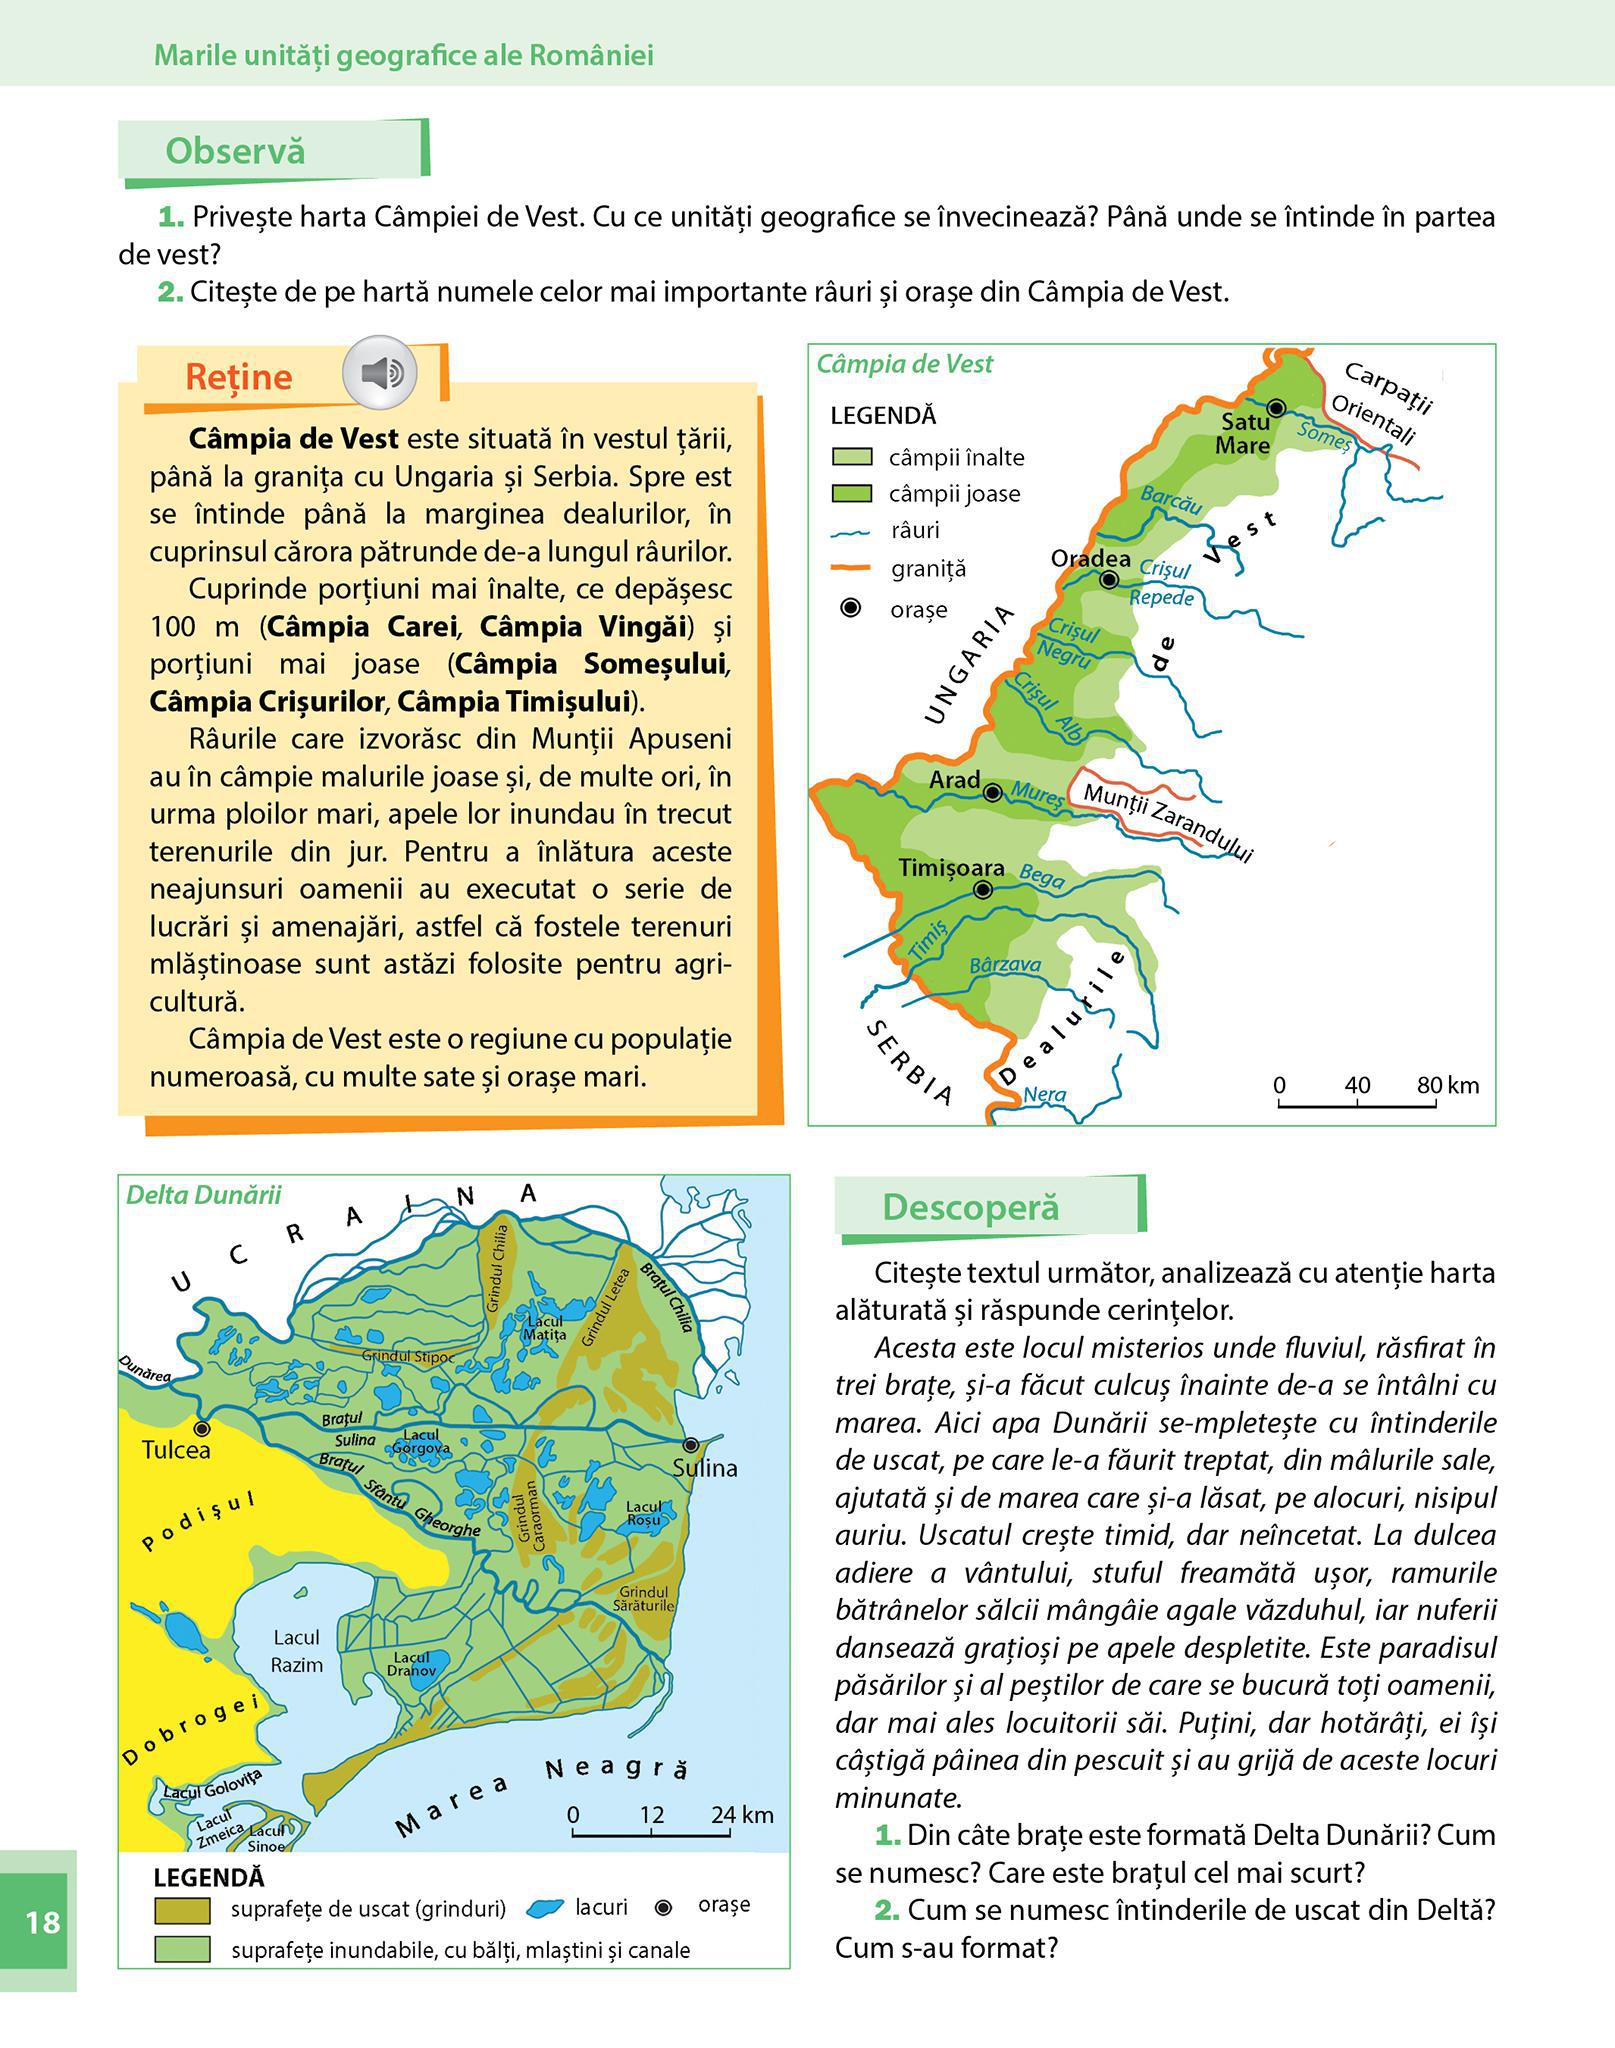 Marile unități geografice ale României
Observă
1. Privește harta Câmpiei de Vest. Cu ce unități geografice se învecinează? Până unde se întinde în partea
de vest?
2. Citește de pe hartă numele celor mai importante râuri și orașe din Câmpia de Vest.
Reține
Câmpia de Vest este situată în vestul țării,
până la granița cu Ungaria și Serbia. Spre est
se întinde până la marginea dealurilor, în
cuprinsul cărora pătrunde de-a lungul râurilor.
Cuprinde porțiuni mai înalte, ce depășesc
100 m (Câmpia Carei, Câmpia Vingăi) și
porțiuni mai joase (Câmpia Someșului,
Câmpia Crișurilor, Câmpia Timișului).
Râurile care izvorăsc din Munții Apuseni
au în câmpie malurile joase și, de multe ori, în
urma ploilor mari, apele lor inundau în trecut
terenurile din jur. Pentru a înlătura aceste
neajunsuri oamenii au executat o serie de
lucrări și amenajări, astfel că fostele terenuri
mlăștinoase sunt astăzi folosite pentru agri-
cultură.
Câmpia de Vest este o regiune cu populație
numeroasă, cu multe sate și orașe mari.
Câmpia de Vest
LEGENDĂ
câmpii înalte
câmpii joase
râuri
graniță
orașe
Carpații
Orientali
Satu
Mare
Someș
Barcău
Oradea
Crișul
Repede
Crișul
Negru
Crișul Alb
UNGARIA
Arad
Mureș
Munții Zarandului
Timișoara
Bega
Timiș
Bârzava
Dealurile de Vest
SERBIA
Nera
0 40 80 km
Delta Dunării
UCRAINA
Grindul Chilia
Grindul Letea
Brațul Chilia
Lacul
Matița
Grindul Stipoc
Dunărea
Brațul
Sulina
Lacul
Gorgova
Tulcea
Sulina
Brațul Sfântu Gheorghe
Grindul
Caraorman
Lacul
Roșu
Podișul
Dobrogei
Grindul
Sărăturile
Lacul
Razim
Lacul
Dranov
Lacul Golovița
Lacul
Zmeica
Lacul
Sinoe
Marea Neagră
0 12 24 km
LEGENDĂ
suprafețe de uscat (grinduri) lacuri orașe
suprafețe inundabile, cu bălți, mlaștini și canale
Descoperă
Citește textul următor, analizează cu atenție harta
alăturată și răspunde cerințelor.
Acesta este locul misterios unde fluviul, răsfirat în
trei brațe, și-a făcut culcuș înainte de-a se întâlni cu
marea. Aici apa Dunării se-mpletește cu întinderile
de uscat, pe care le-a făurit treptat, din mâlurile sale,
ajutată și de marea care și-a lăsat, pe alocuri, nisipul
auriu. Uscatul crește timid, dar neîncetat. La dulcea
adiere a vântului, stuful freamătă ușor, ramurile
bătrânelor sălcii mângâie agale văzduhul, iar nuferii
dansează grațioși pe apele despletite. Este paradisul
păsărilor și al peștilor de care se bucură toți oamenii,
dar mai ales locuitorii săi. Puțini, dar hotărâți, ei își
câștigă pâinea din pescuit și au grijă de aceste locuri
minunate.
1. Din câte brațe este formată Delta Dunării? Cum
se numesc? Care este brațul cel mai scurt?
2. Cum se numesc întinderile de uscat din Deltă?
Cum s-au format?
18